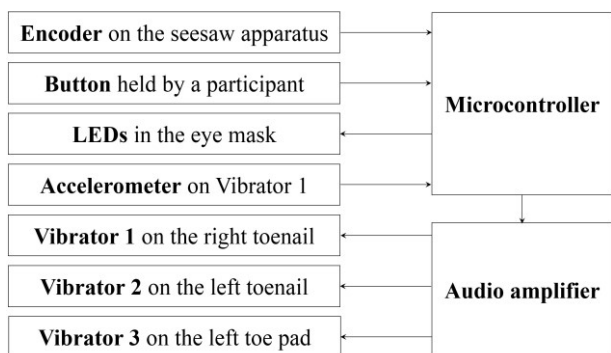 Encoder on the seesaw apparatus
Button held by a participant
LEDs in the eye mask
Accelerometer on Vibrator 1
Vibrator 1 on the right toenail
Vibrator 2 on the left toenail
Vibrator 3 on the left toe pad
Microcontroller
Audio amplifier